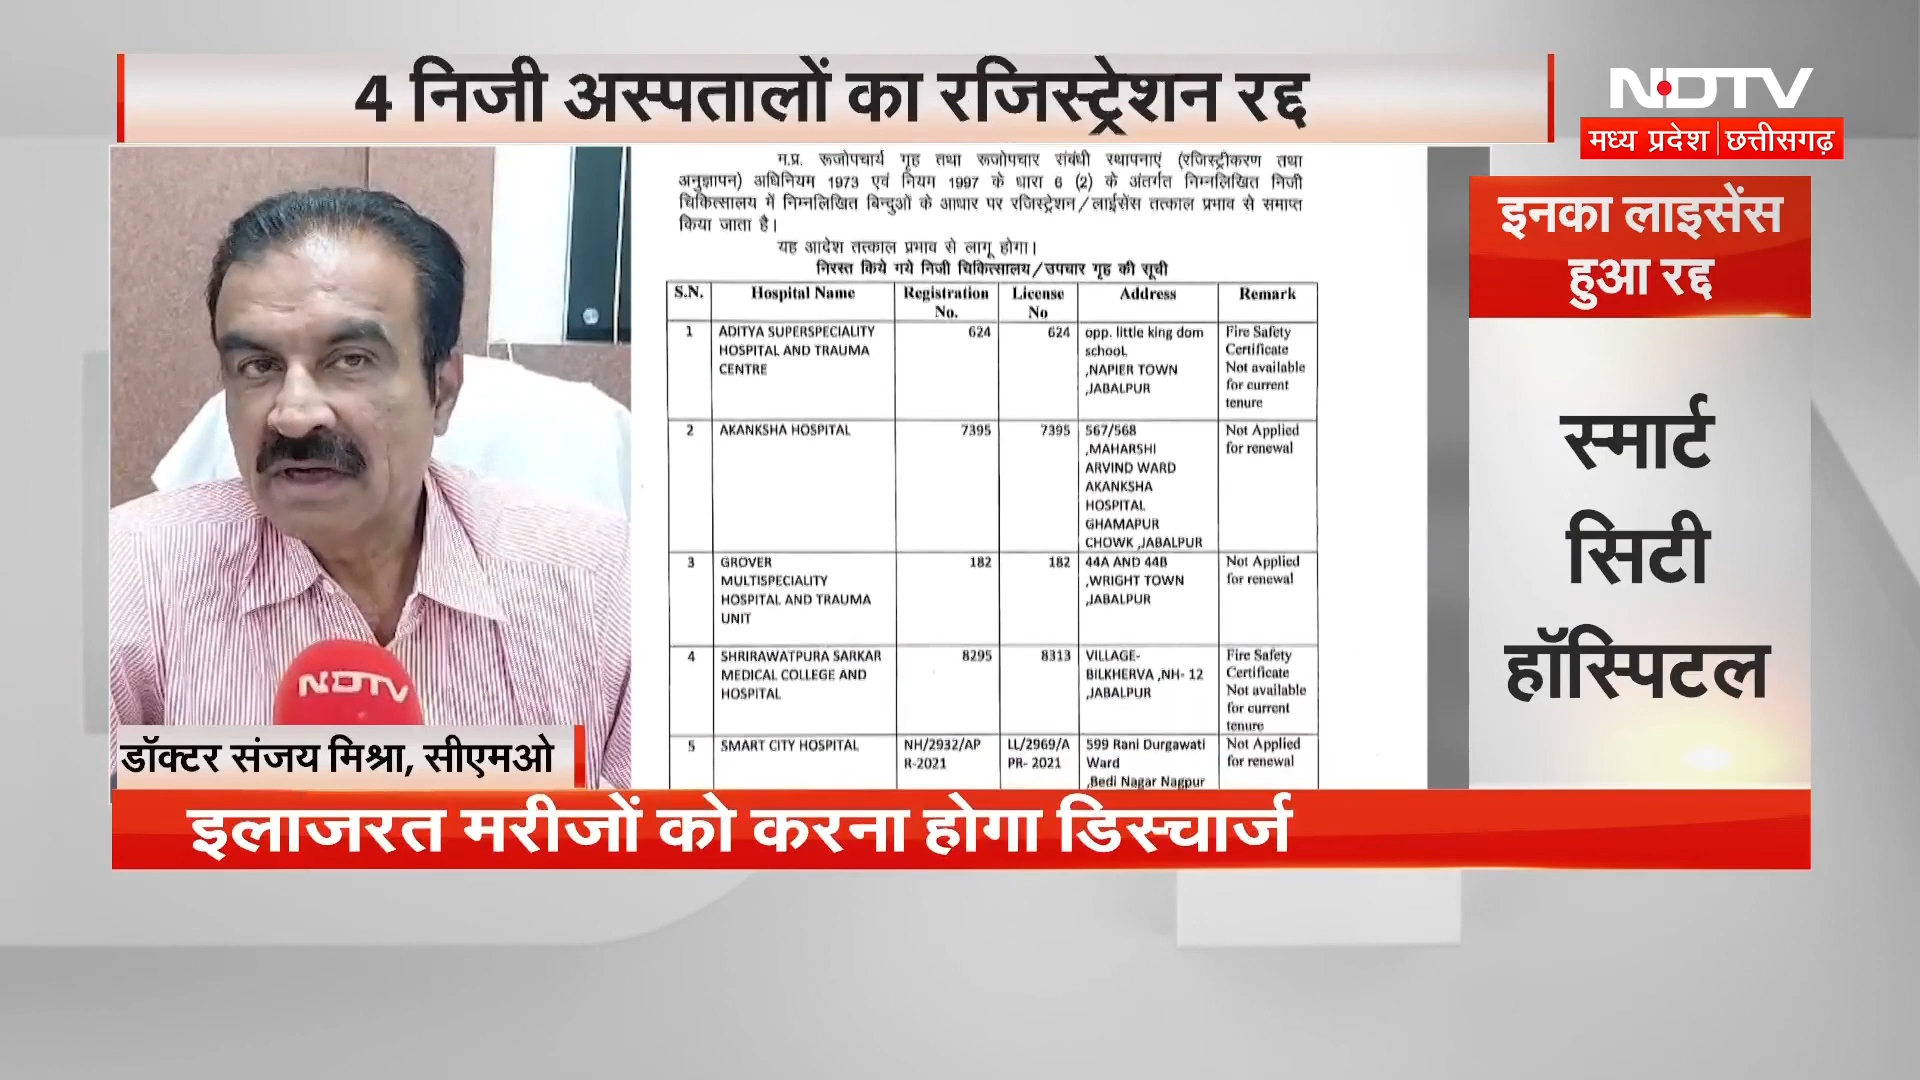 4 निजी अस्पतालों का रजिस्ट्रेशन रद्द
NDTV
मध्य प्रदेश|छत्तीसगढ़
म.प्र. रूजोपचार्य गृह तथा रूजोपचार संबंधी स्थापनाएं (रजिस्ट्रीकरण तथा
अनुज्ञापन) अधिनियम 1973 एवं नियम 1997 के धारा 6 (2) के अंतर्गत निम्नलिखित निजी
चिकित्सालय में निम्नलिखित बिन्दुओं के आधार पर रजिस्ट्रेशन/लाईसेंस तत्काल प्रभाव से समाप्त
किया जाता है।
यह आदेश तत्काल प्रभाव से लागू होगा।
निरस्त किये गये निजी चिकित्सालय/उपचार गृह की सूची
S.N. Hospital Name Registration No. License No Address Remark
1 ADITYA SUPERSPECIALITY HOSPITAL AND TRAUMA CENTRE 624 624 opp. little king dom school, ,NAPIER TOWN ,JABALPUR Fire Safety Certificate Not available for current tenure
2 AKANKSHA HOSPITAL 7395 7395 567/568 ,MAHARSHI ARVIND WARD AKANKSHA HOSPITAL GHAMAPUR CHOWK ,JABALPUR Not Applied for renewal
3 GROVER MULTISPECIALITY HOSPITAL AND TRAUMA UNIT 182 182 44A AND 44B ,WRIGHT TOWN ,JABALPUR Not Applied for renewal
4 SHRIRAWATPURA SARKAR MEDICAL COLLEGE AND HOSPITAL 8295 8313 VILLAGE- BILKHERVA ,NH- 12 ,JABALPUR Fire Safety Certificate Not available for current tenure
5 SMART CITY HOSPITAL NH/2932/AP R-2021 LL/2969/A PR- 2021 599 Rani Durgawati Ward ,Bedi Nagar Nagpur Not Applied for renewal
इनका लाइसेंस
हुआ रद्द
स्मार्ट
सिटी
हॉस्पिटल
NDTV
डॉक्टर संजय मिश्रा, सीएमओ
इलाजरत मरीजों को करना होगा डिस्चार्ज